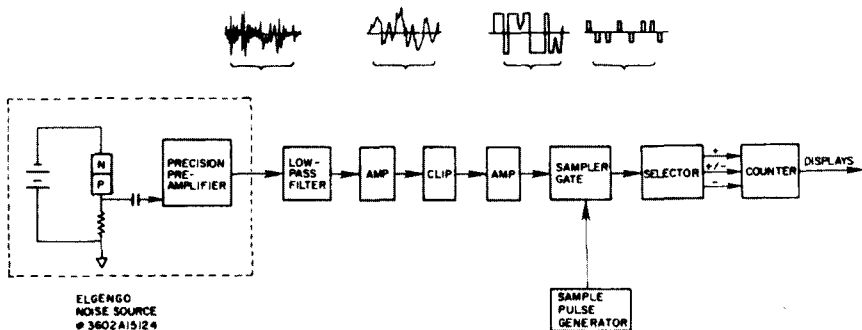 N
P
PRECISION
PRE-
AMPLIFIER
LOW-
PASS
FILTER
AMP
CLIP
AMP
SAMPLER
GATE
SELECTOR
+
+/-
-
COUNTER
DISPLAYS
SAMPLE
PULSE
GENERATOR
ELGENGO
NOISE SOURCE
# 3602A15124